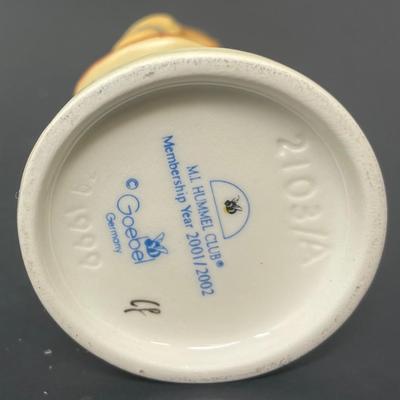 M.I. HUMMEL CLUB®
Membership Year 2001/2002
© Goebel
Germany
2103/A
1999